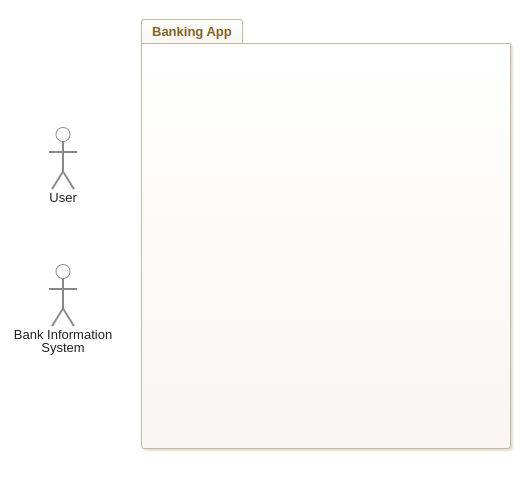 Banking App
User
Bank Information
System